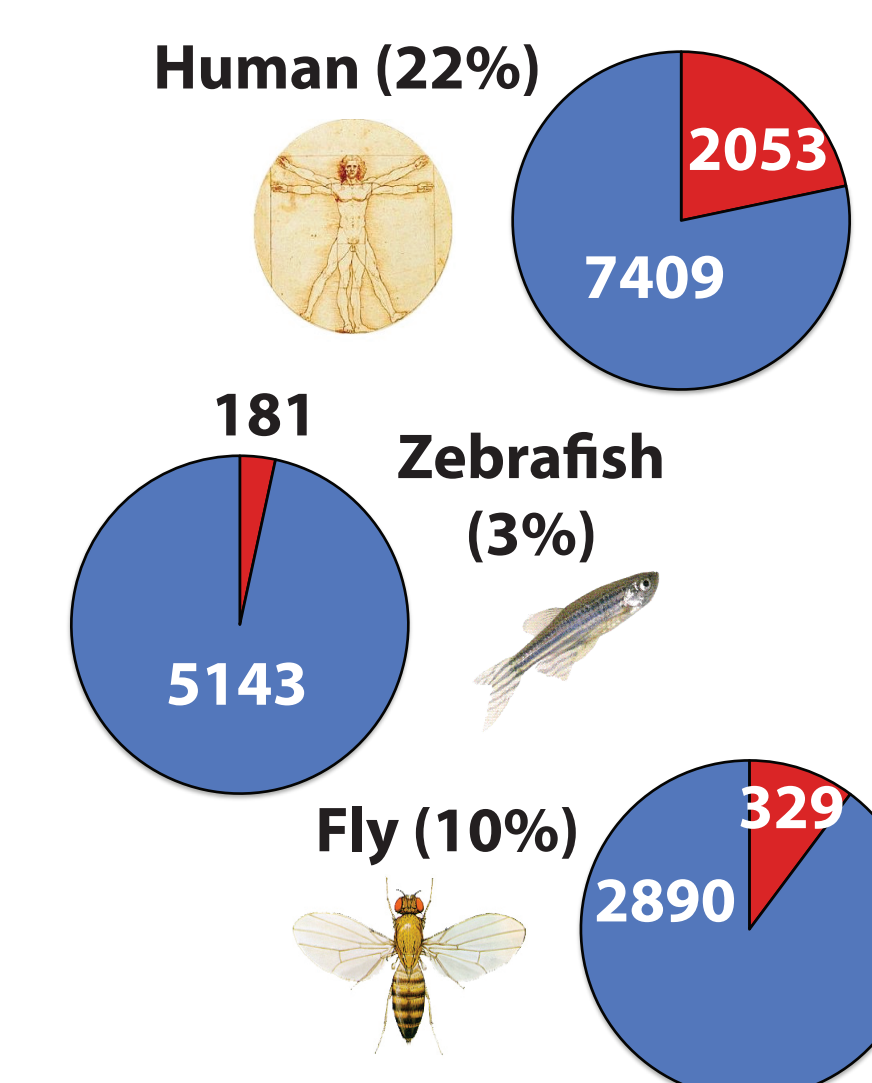 Human (22%)
2053
7409
181
Zebrafish
(3%)
5143
Fly (10%)
329
2890